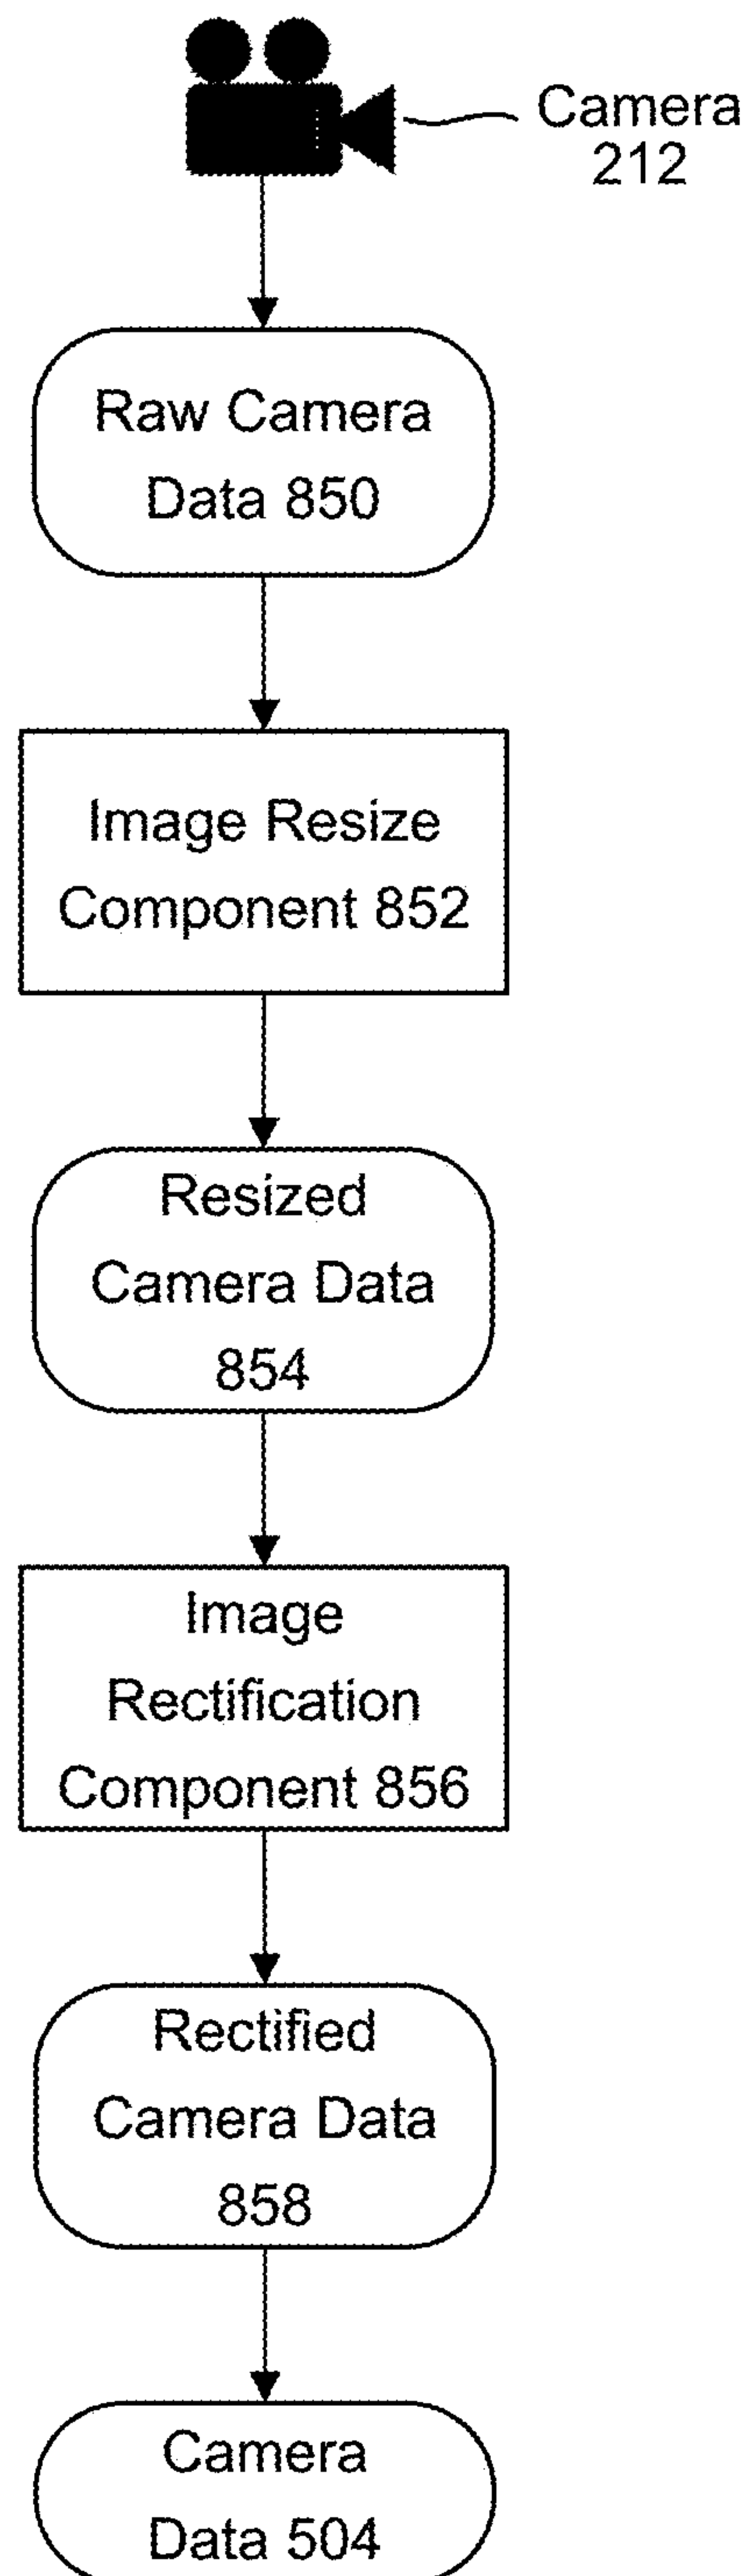 Camera
212
Raw Camera
Data 850
Image Resize
Component 852
Resized
Camera Data
854
Image
Rectification
Component 856
Rectified
Camera Data
858
Camera
Data 504